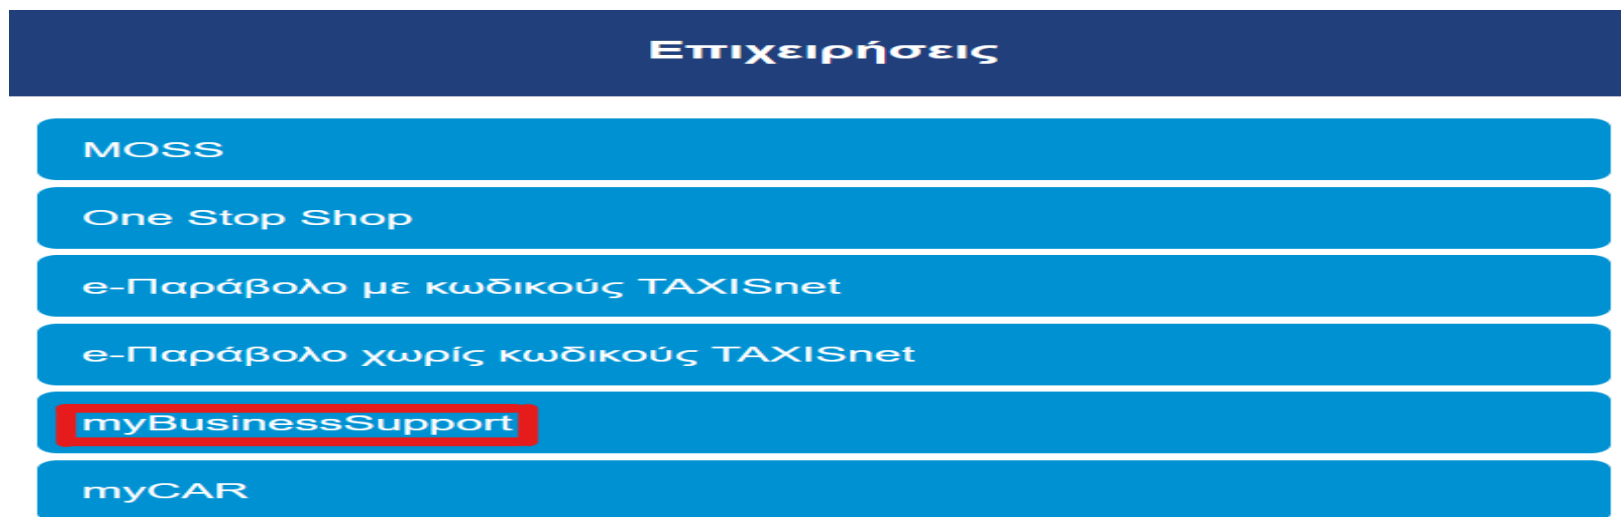 Επιχειρήσεις
MOSS
One Stop Shop
e-Παράβολο με κωδικούς TAXISnet
e-Παράβολο χωρίς κωδικούς TAXISnet
myBusinessSupport
myCAR